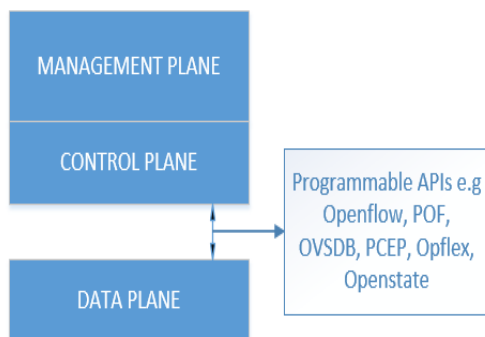 MANAGEMENT PLANE
CONTROL PLANE
Programmable APIs e.g
Openflow, POF,
OVSDB, PCEP, Opflex,
Openstate
DATA PLANE